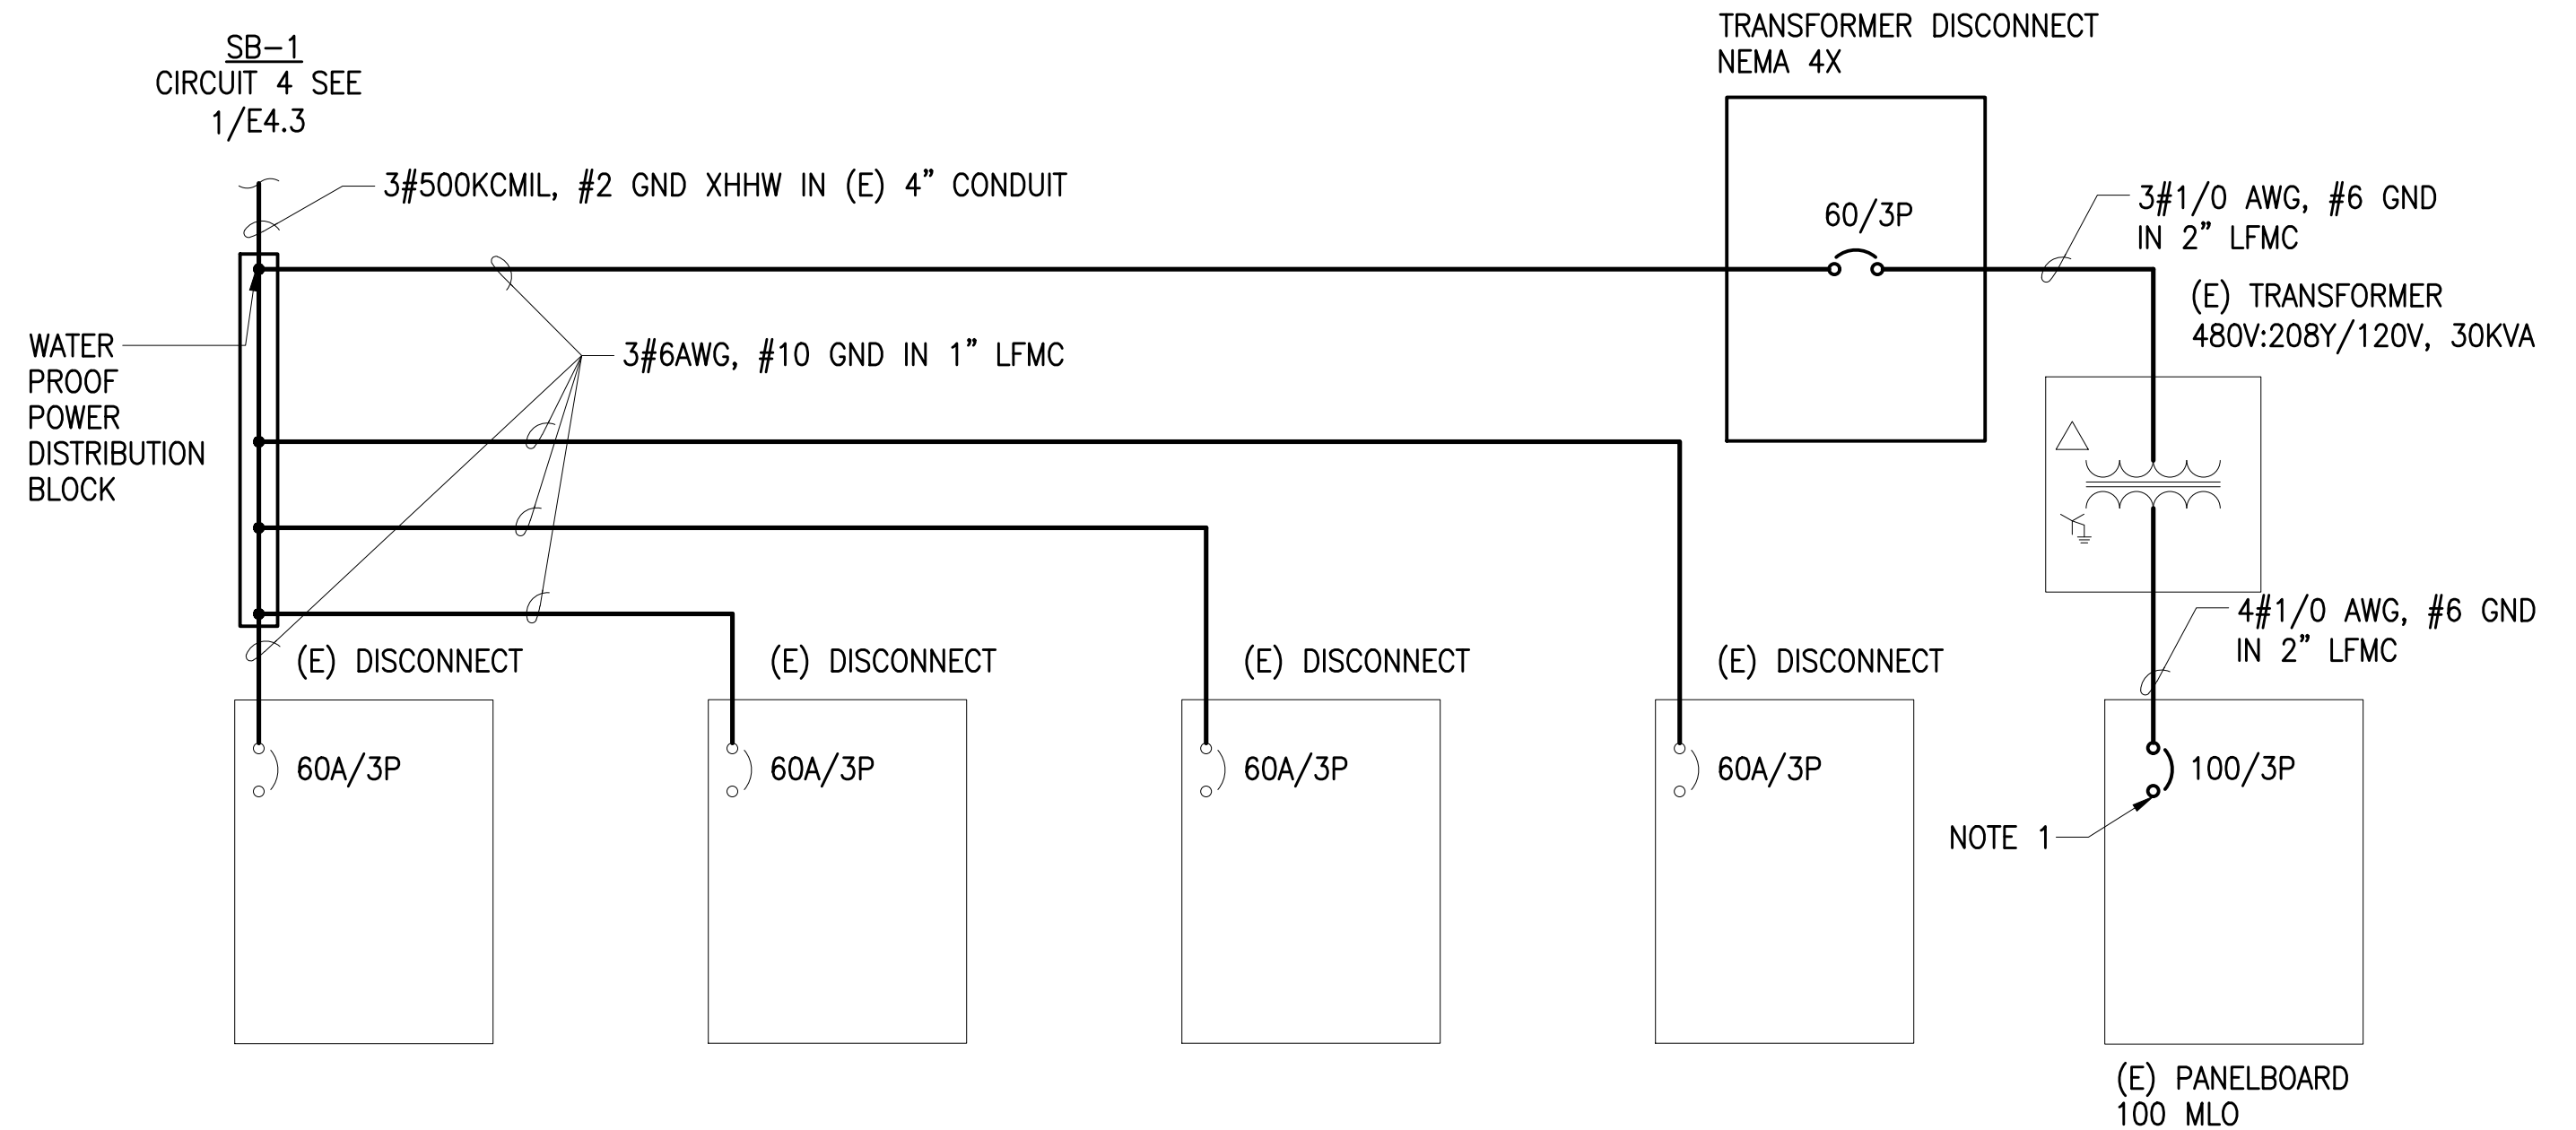 SB-1
CIRCUIT 4 SEE
1/E4.3
TRANSFORMER DISCONNECT
NEMA 4X
3#500KCMIL, #2 GND XHHW IN (E) 4" CONDUIT
60/3P
3#1/0 AWG, #6 GND
IN 2" LFMC
(E) TRANSFORMER
480V:208Y/120V, 30KVA
WATER
PROOF
POWER
DISTRIBUTION
BLOCK
3#6AWG, #10 GND IN 1" LFMC
4#1/0 AWG, #6 GND
IN 2" LFMC
(E) DISCONNECT
(E) DISCONNECT
(E) DISCONNECT
(E) DISCONNECT
60A/3P
60A/3P
60A/3P
60A/3P
100/3P
NOTE 1
(E) PANELBOARD
100 MLO